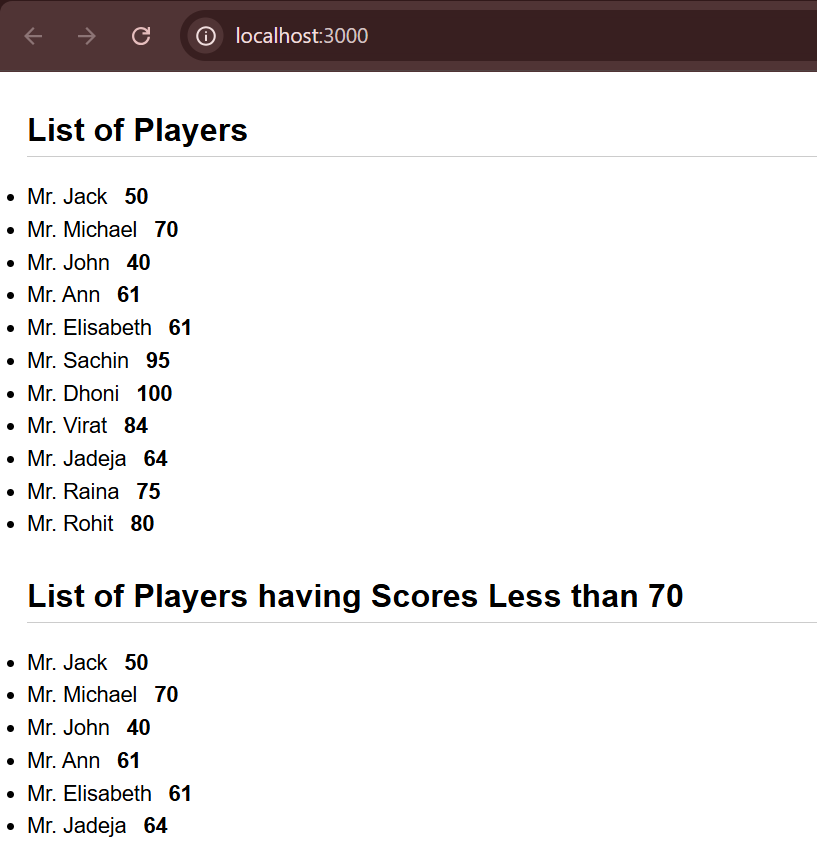 localhost:3000
List of Players
Mr. Jack 50
Mr. Michael 70
Mr. John 40
Mr. Ann 61
Mr. Elisabeth 61
Mr. Sachin 95
Mr. Dhoni 100
Mr. Virat 84
Mr. Jadeja 64
Mr. Raina 75
Mr. Rohit 80
List of Players having Scores Less than 70
Mr. Jack 50
Mr. Michael 70
Mr. John 40
Mr. Ann 61
Mr. Elisabeth 61
Mr. Jadeja 64